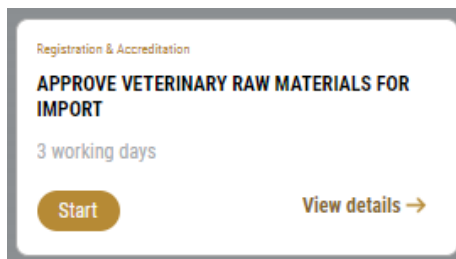 Registration & Accreditation
APPROVE VETERINARY RAW MATERIALS FOR
IMPORT
3 working days
Start
View details →